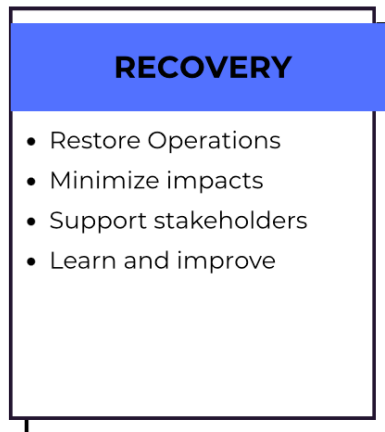 RECOVERY
• Restore Operations
• Minimize impacts
• Support stakeholders
• Learn and improve